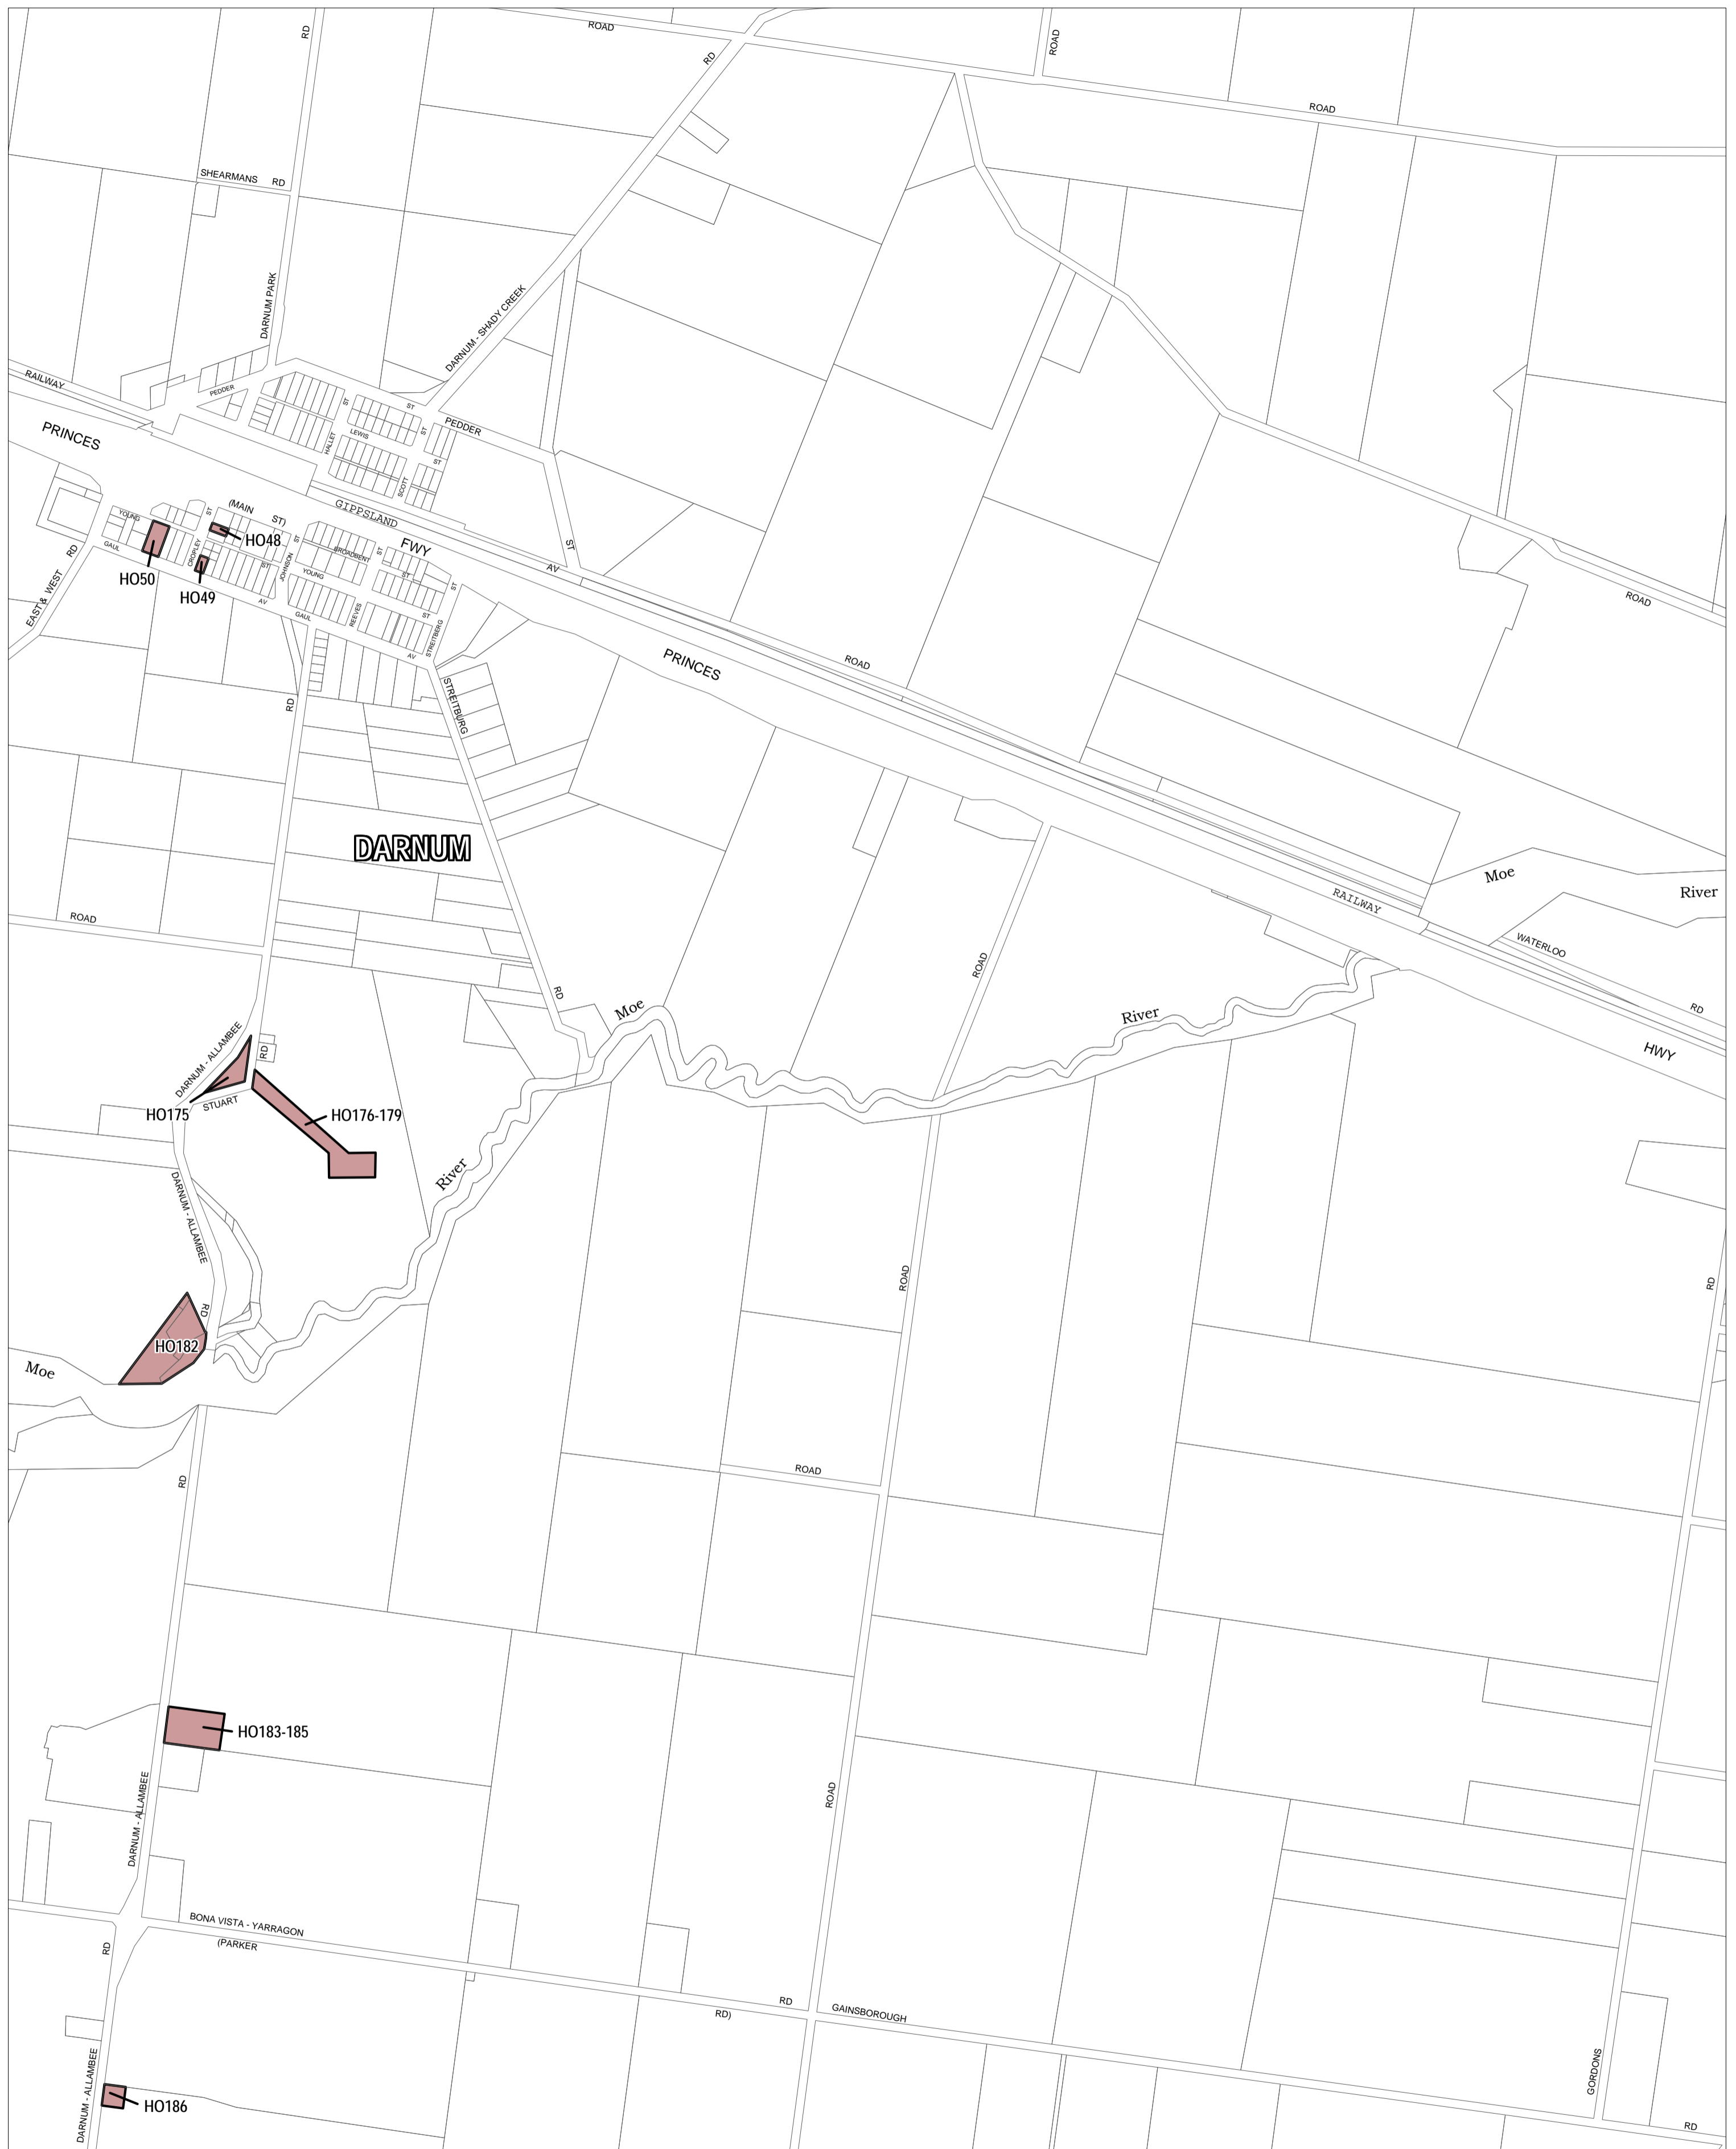 ROAD
RD
RD
ROAD
ROAD
SHEARMANS RD
DARNUM PARK
DARNUM - SHADY CREEK
RAILWAY
PEDDER
ST
ST
PEDDER
LEWIS
ST
ST
HALLET
SCOTT
PRINCES
(MAIN ST)
GIPPSLAND
FWY
AV
ST
YOUNG
ST
HO48
GAUL
CROPLEY
ST
ST
JOHNSON
BROADBENT
ST
ST
YOUNG
ST
ST
HO50
HO49
AV
GAUL
REEVES
AV
STREITBERG
EAST & WEST
RD
ROAD
ROAD
PRINCES
STREITBURG
RD
DARNUM
Moe
River
RAILWAY
WATERLOO
RD
ROAD
ROAD
RD
Moe
River
HWY
DARNUM - ALLAMBEE
RD
STUART
HO175
HO176-179
River
DARNUM - ALLAMBEE
RD
ROAD
RD
HO182
Moe
ROAD
RD
HO183-185
DARNUM - ALLAMBEE
ROAD
BONA VISTA - YARRAGON
(PARKER
RD
RD
RD)
GAINSBOROUGH
GORDONS
DARNUM - ALLAMBEE
HO186
RD